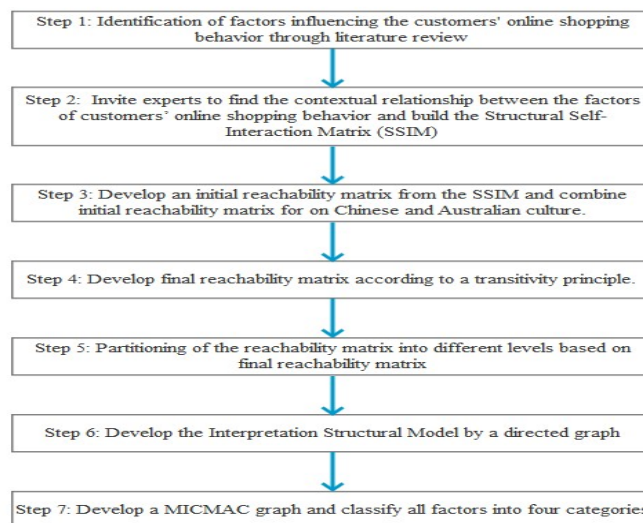 Step 1: Identification of factors influencing the customers' online shopping
behavior through literature review
Step 2: Invite experts to find the contextual relationship between the factors
of customers' online shopping behavior and build the Structural Self-
Interaction Matrix (SSIM)
Step 3: Develop an initial reachability matrix from the SSIM and combine
initial reachability matrix for on Chinese and Australian culture.
Step 4: Develop final reachability matrix according to a transitivity principle.
Step 5: Partitioning of the reachability matrix into different levels based on
final reachability matrix
Step 6: Develop the Interpretation Structural Model by a directed graph
Step 7: Develop a MICMAC graph and classify all factors into four categories